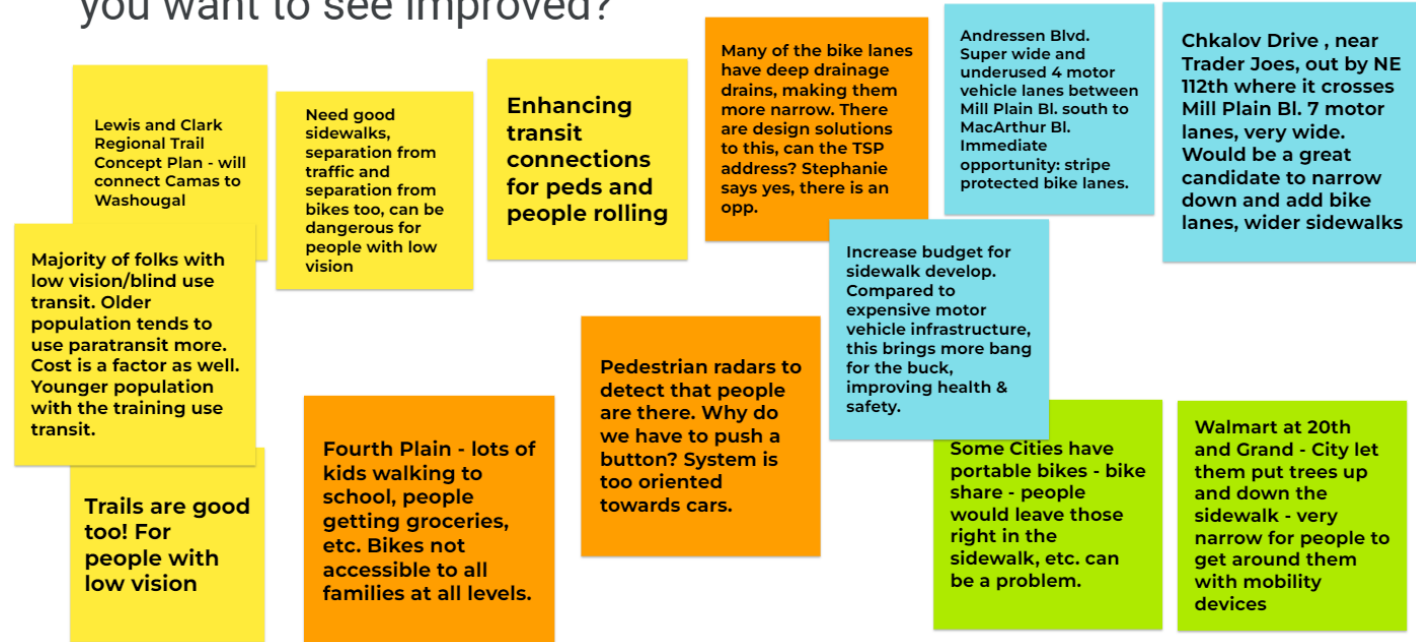 you want to see improved?
Lewis and Clark
Regional Trail
Concept Plan - will
connect Camas to
Washougal
Need good
sidewalks,
separation from
traffic and
separation from
bikes too, can be
dangerous for
people with low
vision
Enhancing
transit
connections
for peds and
people rolling
Many of the bike lanes
have deep drainage
drains, making them
more narrow. There
are design solutions
to this, can the TSP
address? Stephanie
says yes, there is an
opp.
Andressen Blvd.
Super wide and
underused 4 motor
vehicle lanes between
Mill Plain Bl. south to
MacArthur Bl.
Immediate
opportunity: stripe
protected bike lanes.
Chkalov Drive , near
Trader Joes, out by NE
112th where it crosses
Mill Plain Bl. 7 motor
lanes, very wide.
Would be a great
candidate to narrow
down and add bike
lanes, wider sidewalks
Majority of folks with
low vision/blind use
transit. Older
population tends to
use paratransit more.
Cost is a factor as well.
Younger population
with the training use
transit.
Increase budget for
sidewalk develop.
Compared to
expensive motor
vehicle infrastructure,
this brings more bang
for the buck,
improving health &
safety.
Pedestrian radars to
detect that people
are there. Why do
we have to push a
button? System is
too oriented
towards cars.
Trails are good
too! For
people with
low vision
Fourth Plain - lots of
kids walking to
school, people
getting groceries,
etc. Bikes not
accessible to all
families at all levels.
Some Cities have
portable bikes - bike
share - people
would leave those
right in the
sidewalk, etc. can
be a problem.
Walmart at 20th
and Grand - City let
them put trees up
and down the
sidewalk - very
narrow for people to
get around them
with mobility
devices